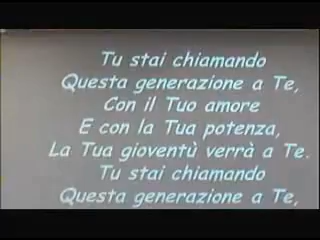 Tu stai chiamando
Questa generazione a Te,
Con il Tuo amore
E con la Tua potenza,
La Tua gioventù verrà a Te.
Tu stai chiamando
Questa generazione a Te,